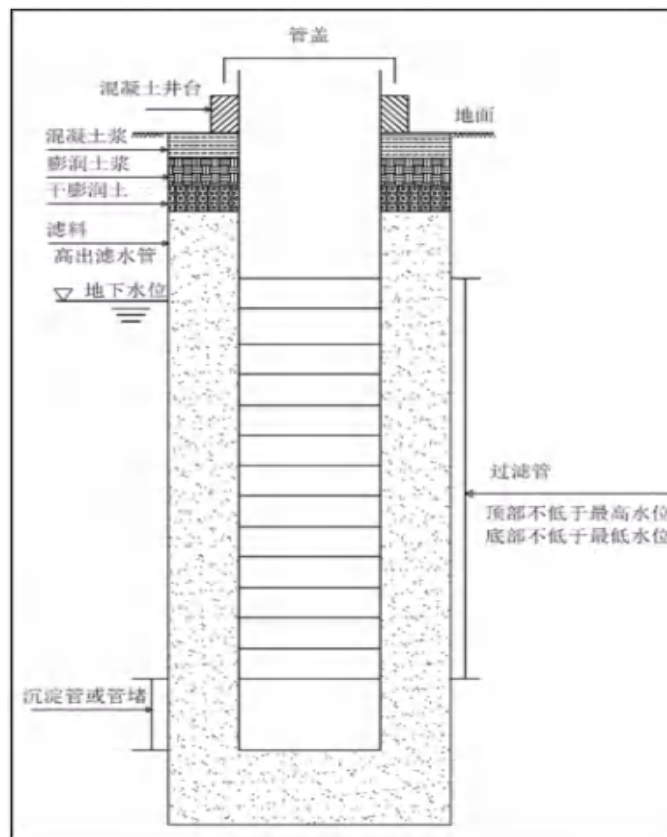 管盖
混凝土井台
地面
混凝土浆
膨润土浆
干膨润土
滤料
高出滤水管
地下水位
过滤管
顶部不低于最高水位
底部不低于最低水位
沉淀管或管堵